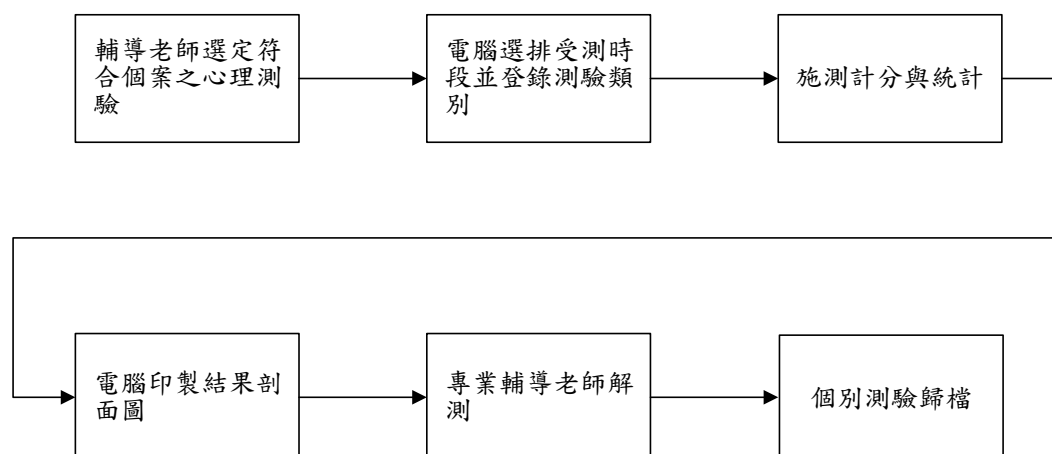 輔導老師選定符
合個案之心理測
驗
電腦選排受測時
段並登錄測驗類
別
施測計分與統計
電腦印製結果剖
面圖
專業輔導老師解
測
個別測驗歸檔